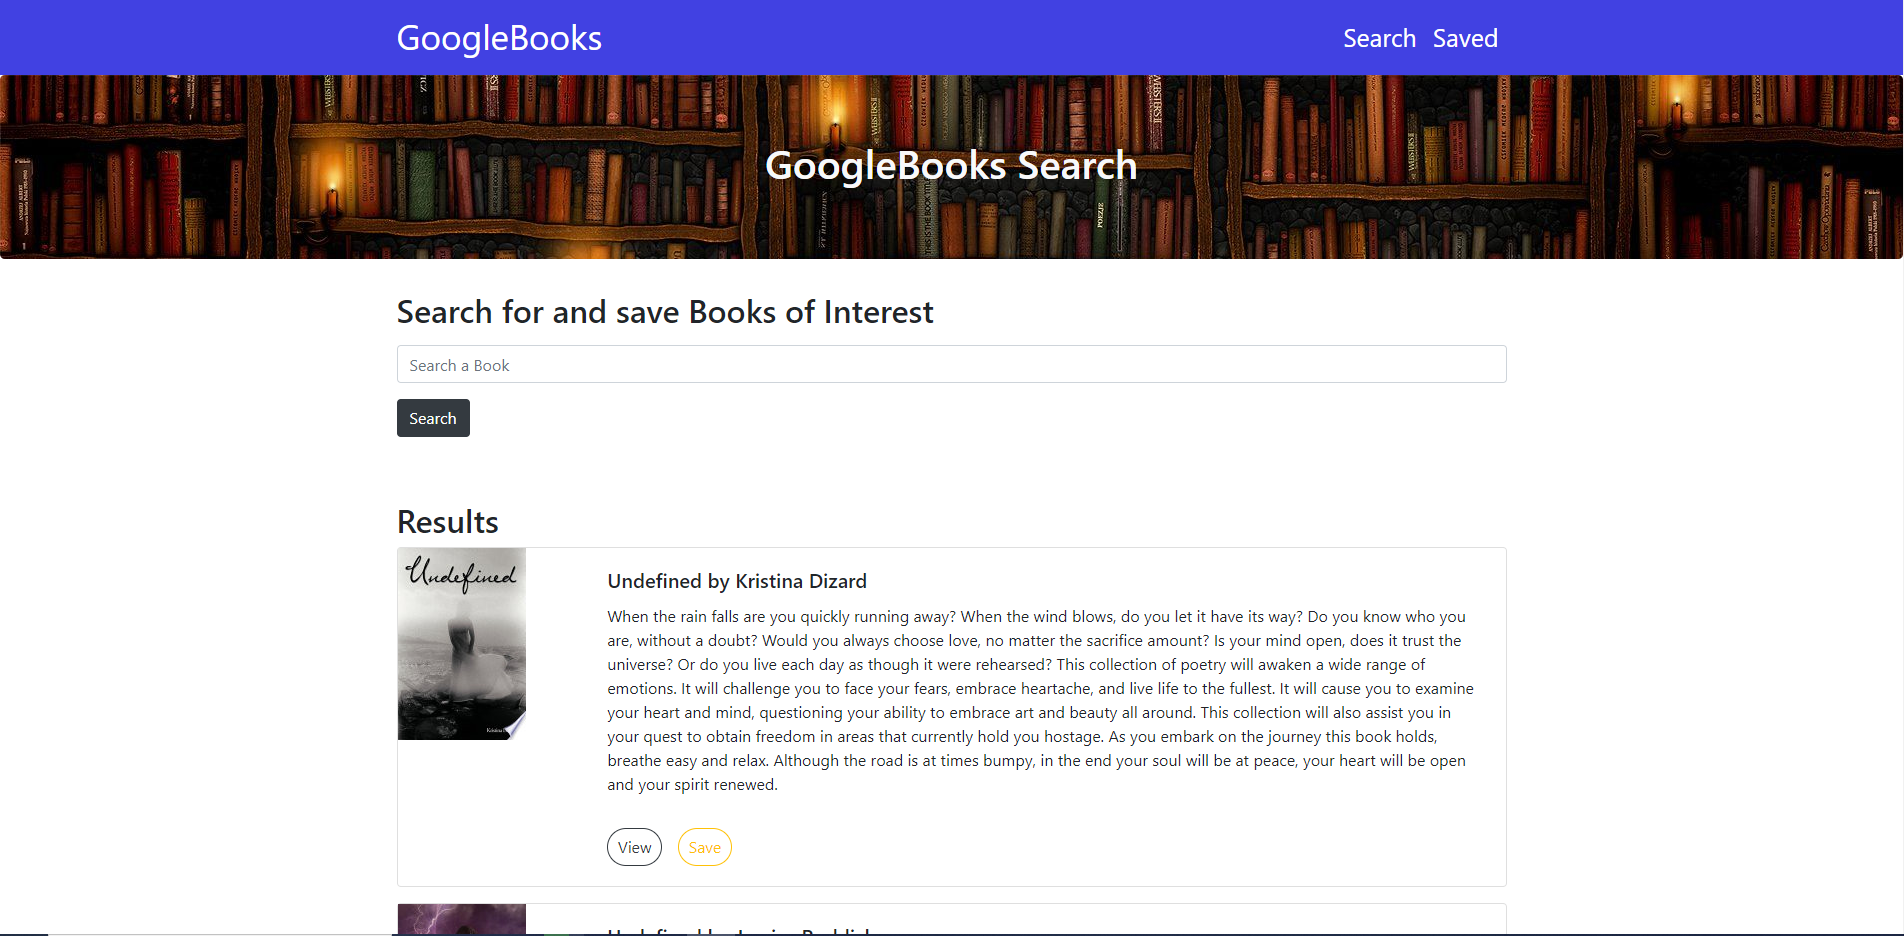 GoogleBooks
Search Saved
GoogleBooks Search
Search for and save Books of Interest
Search a Book
Search
Results
Undefined
Undefined by Kristina Dizard
When the rain falls are you quickly running away? When the wind blows, do you let it have its way? Do you know who you
are, without a doubt? Would you always choose love, no matter the sacrifice amount? Is your mind open, does it trust the
universe? Or do you live each day as though it were rehearsed? This collection of poetry will awaken a wide range of
emotions. It will challenge you to face your fears, embrace heartache, and live life to the fullest. It will cause you to examine
your heart and mind, questioning your ability to embrace art and beauty all around. This collection will also assist you in
your quest to obtain freedom in areas that currently hold you hostage. As you embark on the journey this book holds,
breathe easy and relax. Although the road is at times bumpy, in the end your soul will be at peace, your heart will be open
and your spirit renewed.
View Save